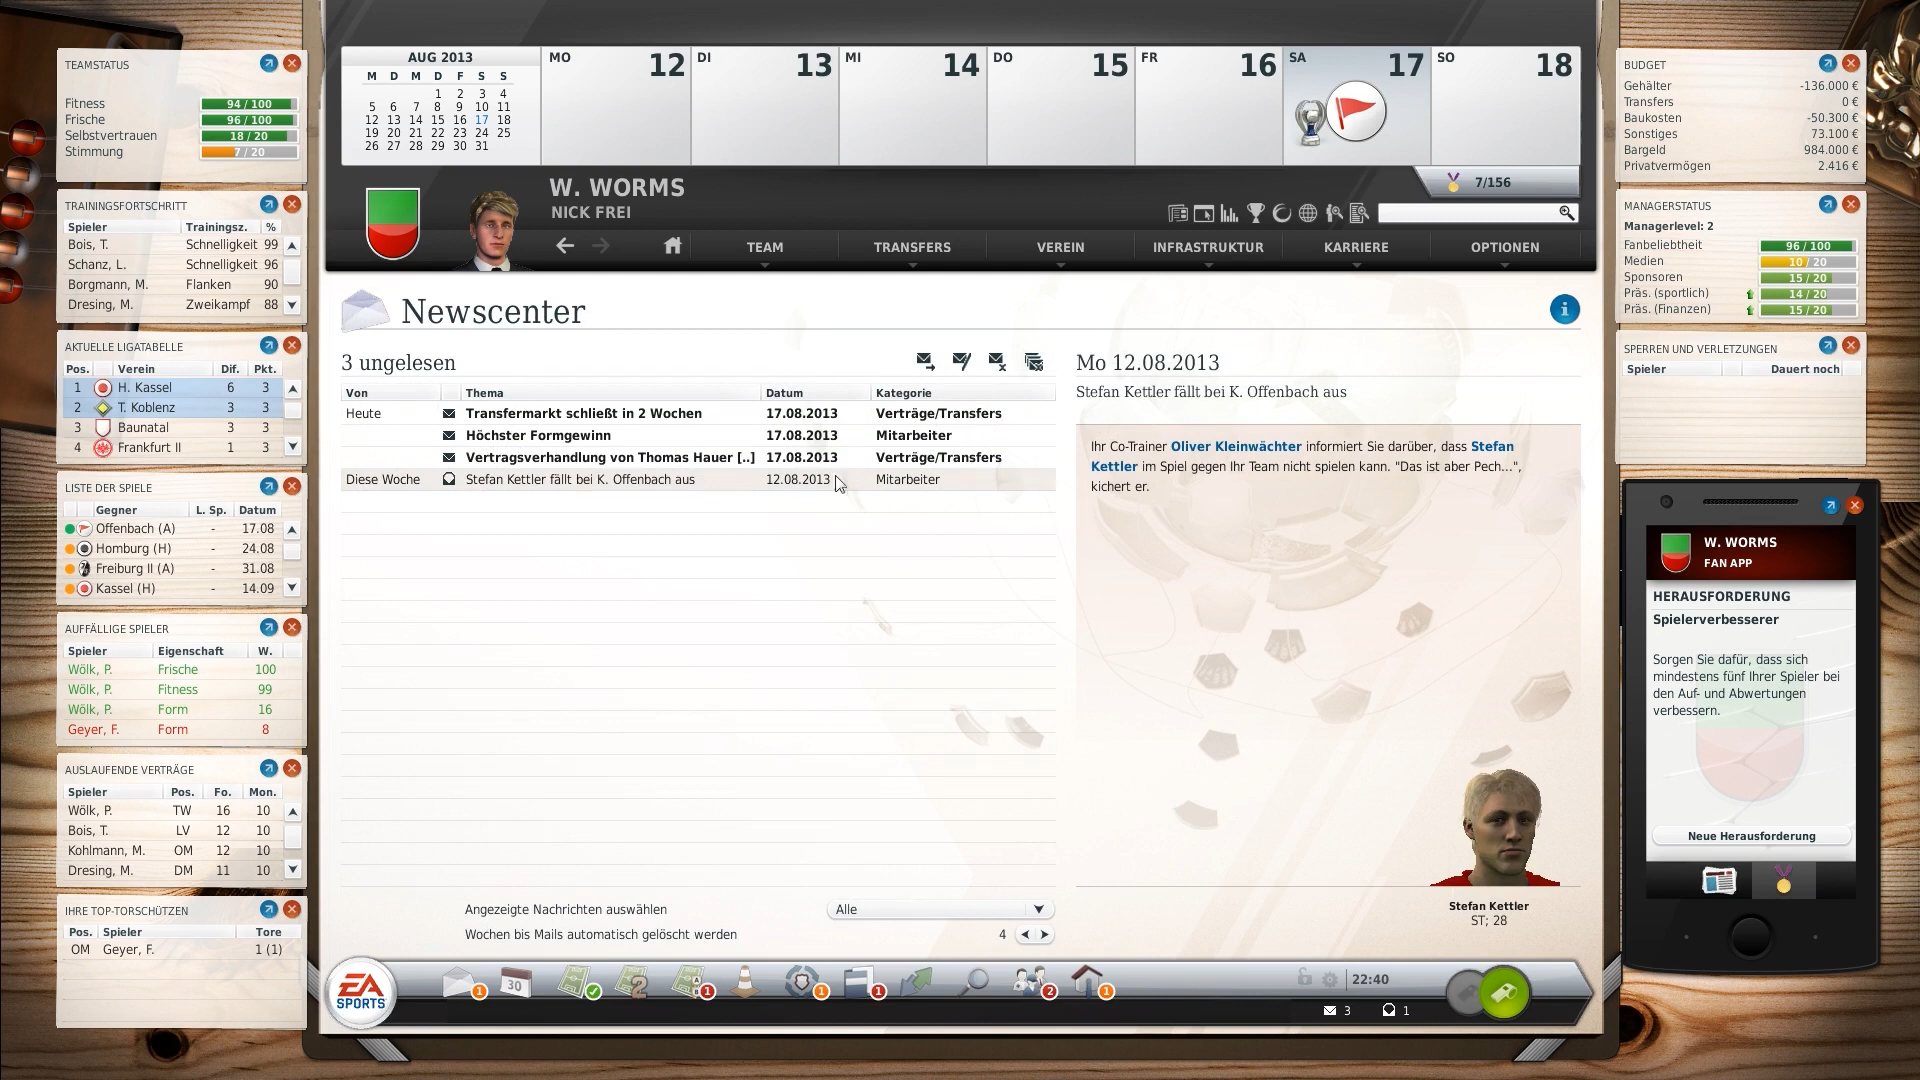 TEAMSTATUS
Fitness 94 / 100
Frische 96 / 100
Selbstvertrauen 18 / 20
Stimmung 7 / 20
TRAININGSFORTSCHRITT
Spieler Trainingsz. %
Bois, T. Schnelligkeit 99
Schanz, L. Schnelligkeit 96
Borgmann, M. Flanken 90
Dresing, M. Zweikampf 88
AKTUELLE LIGATABELLE
Pos. Verein Dif. Pkt.
1 H. Kassel 6 3
2 T. Koblenz 3 3
3 Baunatal 3 3
4 Frankfurt II 1 3
LISTE DER SPIELE
Gegner L. Sp. Datum
Offenbach (A) - 17.08
Homburg (H) - 24.08
Freiburg II (A) - 31.08
Kassel (H) - 14.09
AUFFÄLLIGE SPIELER
Spieler Eigenschaft W.
Wölk, P. Frische 100
Wölk, P. Fitness 99
Wölk, P. Form 16
Geyer, F. Form 8
AUSLAUFENDE VERTRÄGE
Spieler Pos. Fo. Mon.
Wölk, P. TW 16 10
Bois, T. LV 12 10
Kohlmann, M. OM 12 10
Dresing, M. DM 11 10
IHRE TOP-TORSCHÜTZEN
Pos. Spieler Tore
OM Geyer, F. 1 (1)
AUG 2013
M D M D F S S
1 2 3 4
5 6 7 8 9 10 11
12 13 14 15 16 17 18
19 20 21 22 23 24 25
26 27 28 29 30 31
MO 12 DI 13 MI 14 DO 15 FR 16 SA 17 SO 18
W. WORMS
NICK FREI
7/156
TEAM TRANSFERS VEREIN INFRASTRUKTUR KARRIERE OPTIONEN
Newscenter
i
3 ungelesen
Von Thema Datum Kategorie
Heute Transfermarkt schließt in 2 Wochen 17.08.2013 Verträge/Transfers
Höchster Formgewinn 17.08.2013 Mitarbeiter
Vertragsverhandlung von Thomas Hauer [..] 17.08.2013 Verträge/Transfers
Diese Woche Stefan Kettler fällt bei K. Offenbach aus 12.08.2013 Mitarbeiter
Angezeigte Nachrichten auswählen Alle
Wochen bis Mails automatisch gelöscht werden 4
Mo 12.08.2013
Stefan Kettler fällt bei K. Offenbach aus
Ihr Co-Trainer Oliver Kleinwächter informiert Sie darüber, dass Stefan
Kettler im Spiel gegen Ihr Team nicht spielen kann. "Das ist aber Pech...",
kichert er.
Stefan Kettler
ST; 28
EA
SPORTS
1 30 2 1 1 1 2 1
22:40
3 1
BUDGET
Gehälter -136.000 €
Transfers 0 €
Baukosten -50.300 €
Sonstiges 73.100 €
Bargeld 984.000 €
Privatvermögen 2.416 €
MANAGERSTATUS
Managerlevel: 2
Fanbeliebtheit 96 / 100
Medien 10 / 20
Sponsoren 15 / 20
Präs. (sportlich) 14 / 20
Präs. (Finanzen) 15 / 20
SPERREN UND VERLETZUNGEN
Spieler Dauert noch
W. WORMS
FAN APP
HERAUSFORDERUNG
Spielerverbesserer
Sorgen Sie dafür, dass sich
mindestens fünf Ihrer Spieler bei
den Auf- und Abwertungen
verbessern.
Neue Herausforderung